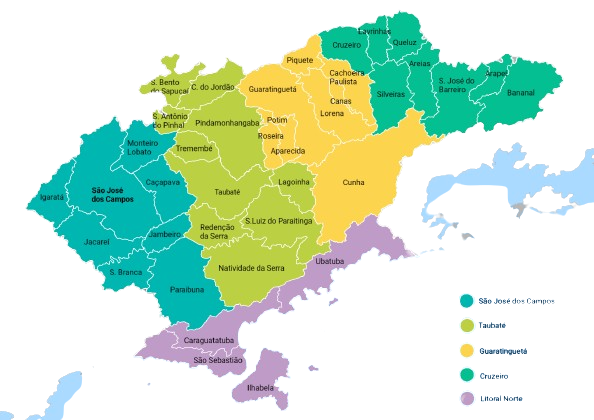 Lavrinhas
Cruzeiro
Queluz
Piquete
Areias
Cachoeira
Paulista
Arapeí
S. José do
Barreiro
Bananal
S. Bento
do Sapucaí
C. do Jordão
Guaratinguetá
Silveiras
Canas
Lorena
S. Antônio
do Pinhal
Pindamonhangaba
Potim
Roseira
Monteiro
Lobato
Tremembé
Aparecida
Caçapava
Lagoinha
Cunha
Igaratá
São José
dos Campos
Taubaté
S.Luiz do Paraitinga
Redenção
da Serra
Jambeiro
Jacareí
Ubatuba
S. Branca
Natividade da Serra
Paraibuna
São José dos Campos
Taubaté
Caraguatatuba
Guaratinguetá
São Sebastião
Cruzeiro
Ilhabela
Litoral Norte